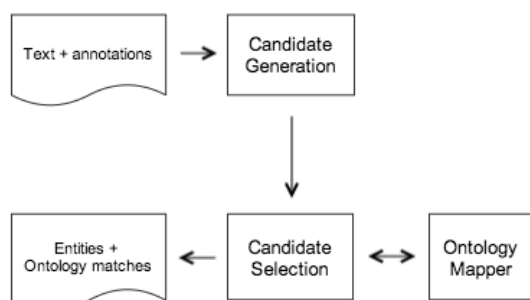 Text + annotations
Candidate
Generation
Entities +
Ontology matches
Candidate
Selection
Ontology
Mapper